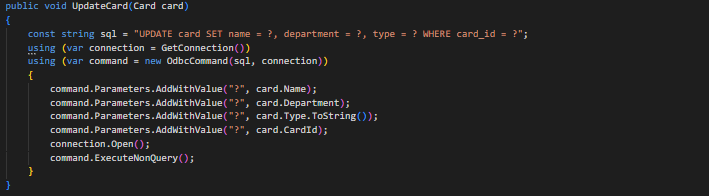 public void UpdateCard(Card card)
{
    const string sql = "UPDATE card SET name = ?, department = ?, type = ? WHERE card_id = ?";
    using (var connection = GetConnection())
    using (var command = new OdbcCommand(sql, connection))
    {
        command.Parameters.AddWithValue("?", card.Name);
        command.Parameters.AddWithValue("?", card.Department);
        command.Parameters.AddWithValue("?", card.Type.ToString());
        command.Parameters.AddWithValue("?", card.CardId);
        connection.Open();
        command.ExecuteNonQuery();
    }
}